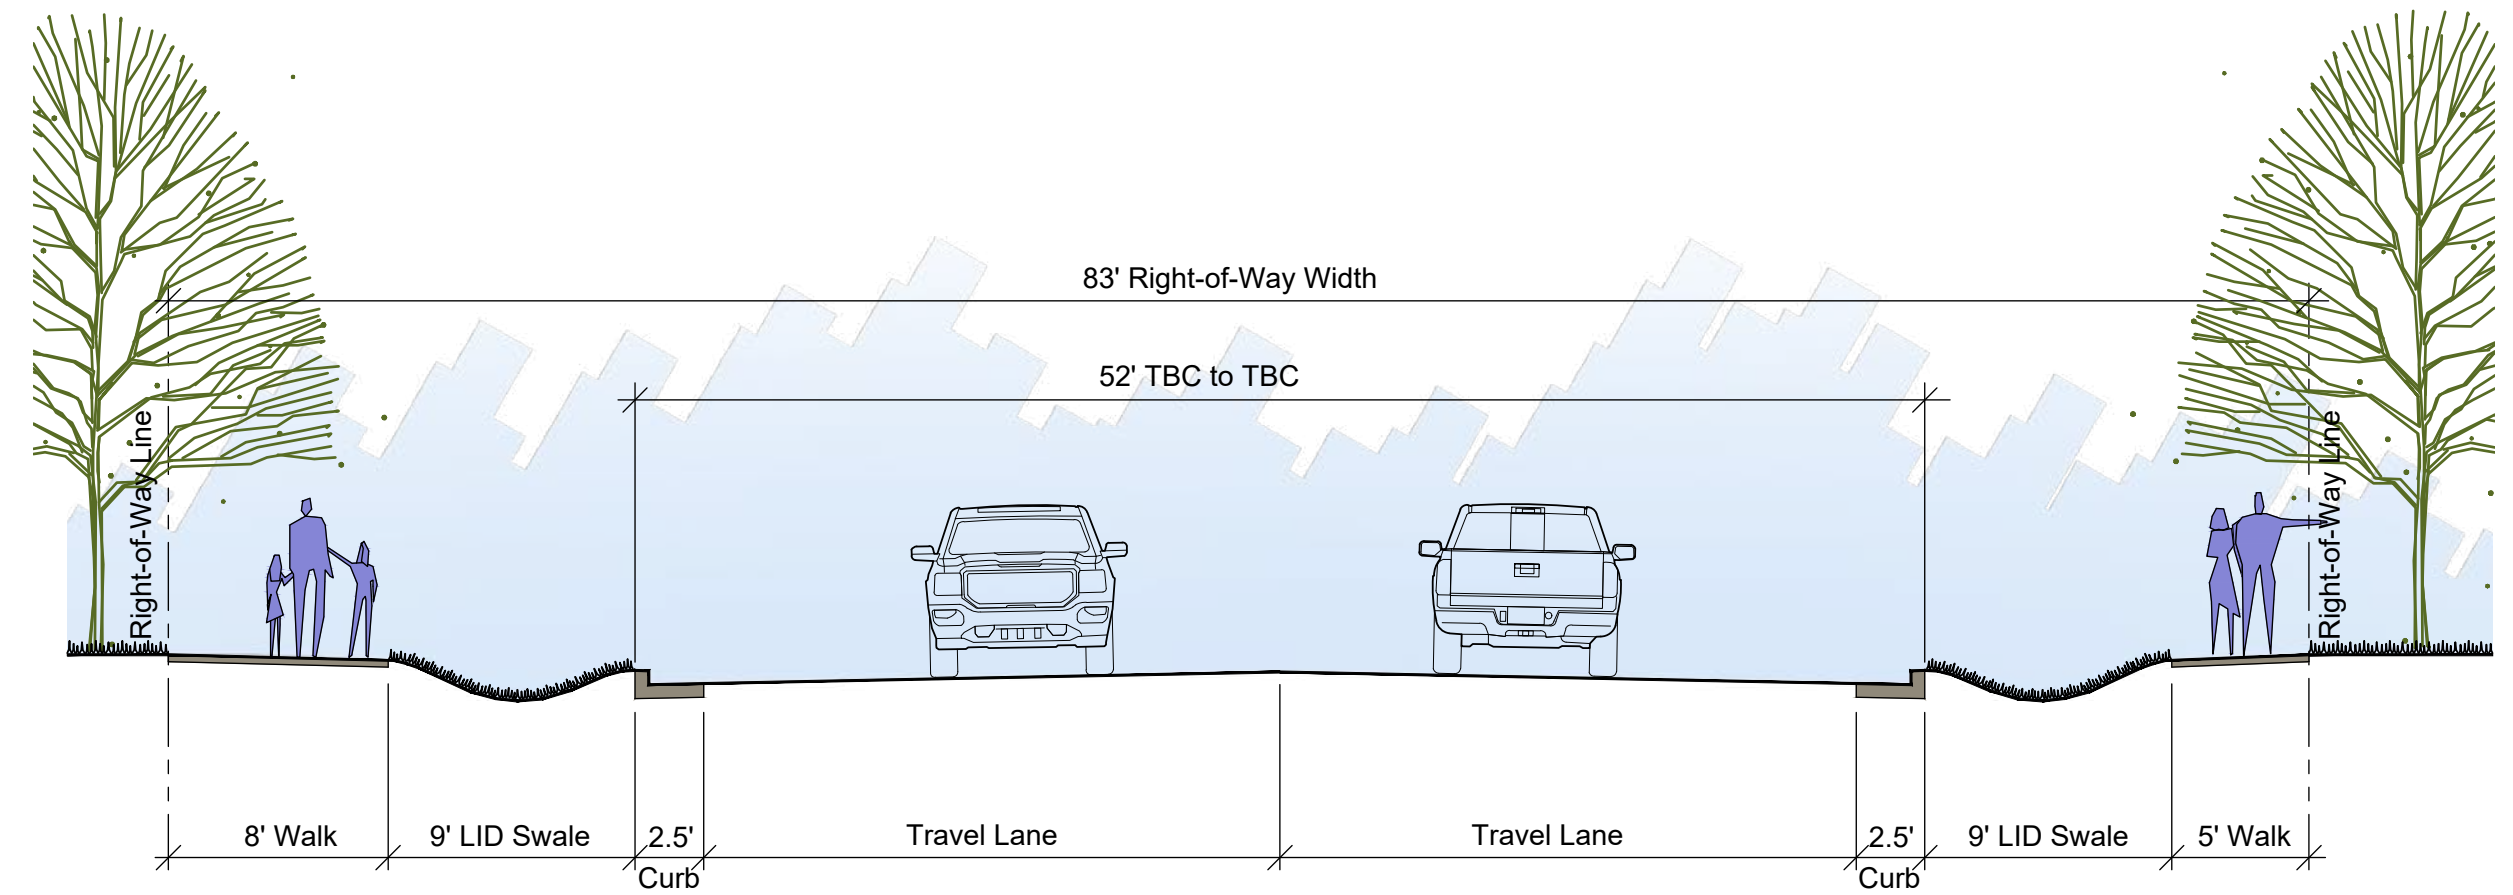 83' Right-of-Way Width
52' TBC to TBC
Right-of-Way Line
Right-of-Way Line
8' Walk
9' LID Swale
2.5'
Curb
Travel Lane
Travel Lane
2.5'
Curb
9' LID Swale
5' Walk